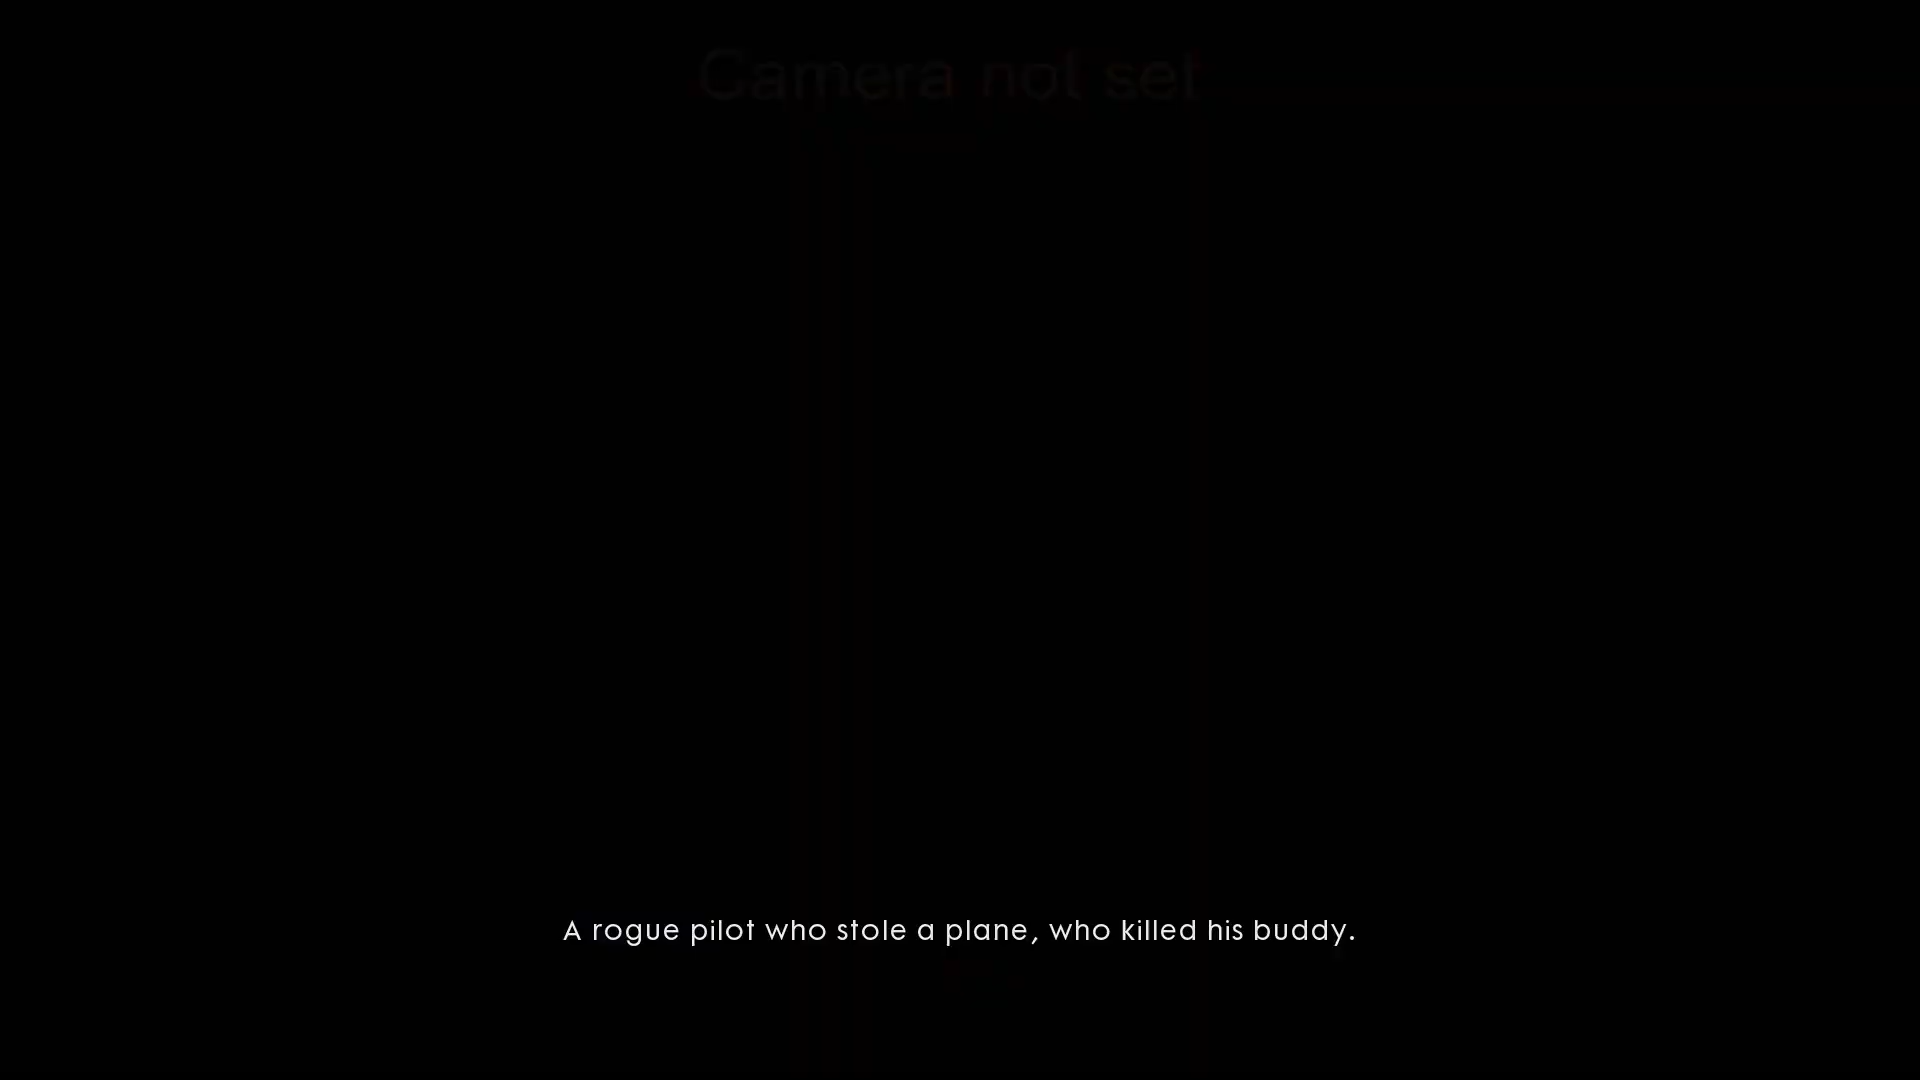 Camera not set
A rogue pilot who stole a plane, who killed his buddy.